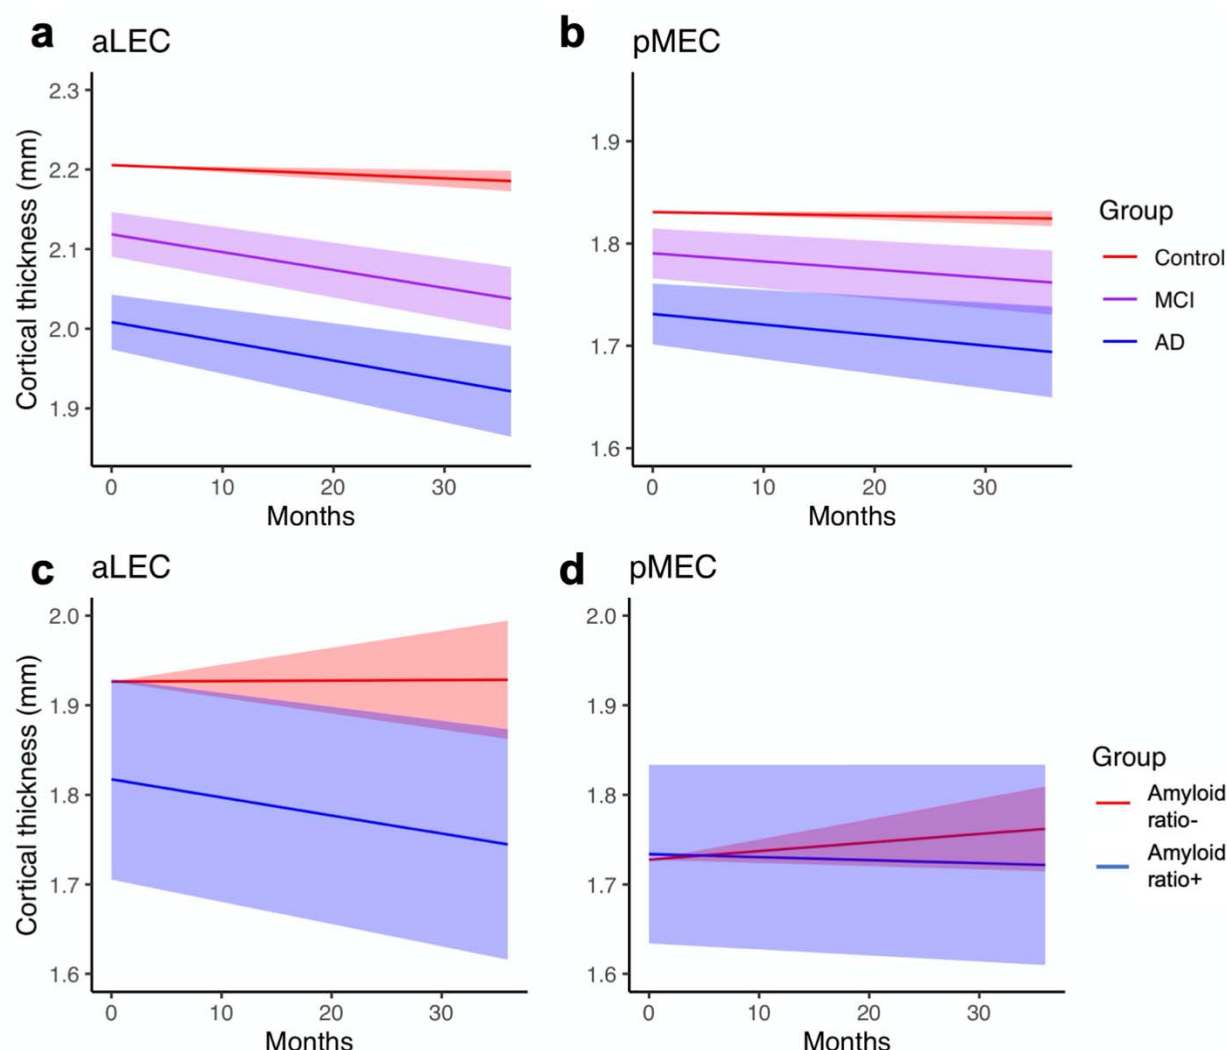 a aLEC
Cortical thickness (mm)
2.3
2.2
2.1
2.0
1.9
0 10 20 30
Months
b pMEC
1.9
1.8
1.7
1.6
0 10 20 30
Months
Group
Control
MCI
AD
c aLEC
Cortical thickness (mm)
2.0
1.9
1.8
1.7
1.6
0 10 20 30
Months
d pMEC
2.0
1.9
1.8
1.7
1.6
0 10 20 30
Months
Group
Amyloid
ratio-
Amyloid
ratio+